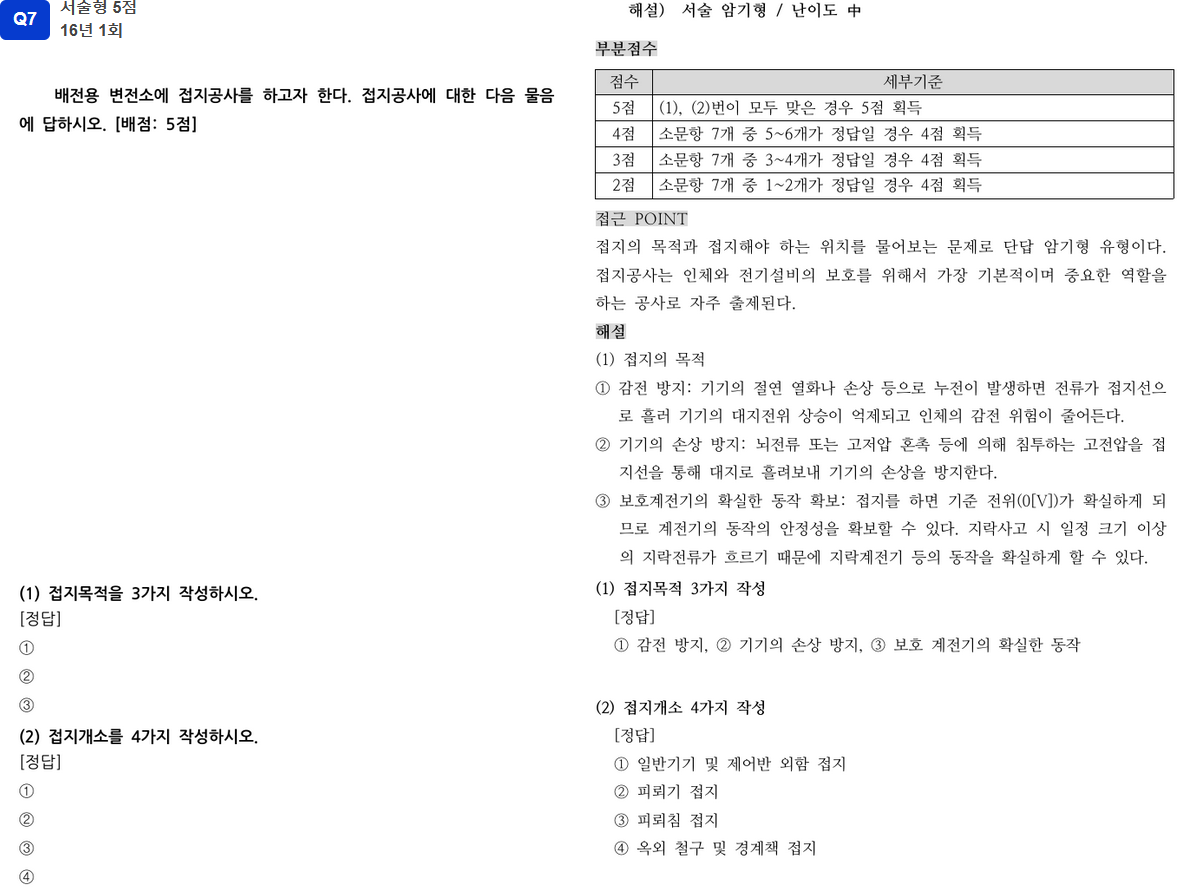 Q7
서술형 5점
16년 1회
배전용 변전소에 접지공사를 하고자 한다. 접지공사에 대한 다음 물음
에 답하시오. [배점: 5점]
(1) 접지목적을 3가지 작성하시오.
[정답]
①
②
③
(2) 접지개소를 4가지 작성하시오.
[정답]
①
②
③
④
해설) 서술 암기형 / 난이도 中
부분점수
점수 세부기준
5점 (1), (2)번이 모두 맞은 경우 5점 획득
4점 소문항 7개 중 5~6개가 정답일 경우 4점 획득
3점 소문항 7개 중 3~4개가 정답일 경우 4점 획득
2점 소문항 7개 중 1~2개가 정답일 경우 4점 획득
접근 POINT
접지의 목적과 접지해야 하는 위치를 물어보는 문제로 단답 암기형 유형이다.
접지공사는 인체와 전기설비의 보호를 위해서 가장 기본적이며 중요한 역할을
하는 공사로 자주 출제된다.
해설
(1) 접지의 목적
① 감전 방지: 기기의 절연 열화나 손상 등으로 누전이 발생하면 전류가 접지선으
로 흘러 기기의 대지전위 상승이 억제되고 인체의 감전 위험이 줄어든다.
② 기기의 손상 방지: 뇌전류 또는 고저압 혼촉 등에 의해 침투하는 고전압을 접
지선을 통해 대지로 흘려보내 기기의 손상을 방지한다.
③ 보호계전기의 확실한 동작 확보: 접지를 하면 기준 전위(0[V])가 확실하게 되
므로 계전기의 동작의 안정성을 확보할 수 있다. 지락사고 시 일정 크기 이상
의 지락전류가 흐르기 때문에 지락계전기 등의 동작을 확실하게 할 수 있다.
(1) 접지목적 3가지 작성
[정답]
① 감전 방지, ② 기기의 손상 방지, ③ 보호 계전기의 확실한 동작
(2) 접지개소 4가지 작성
[정답]
① 일반기기 및 제어반 외함 접지
② 피뢰기 접지
③ 피뢰침 접지
④ 옥외 철구 및 경계책 접지